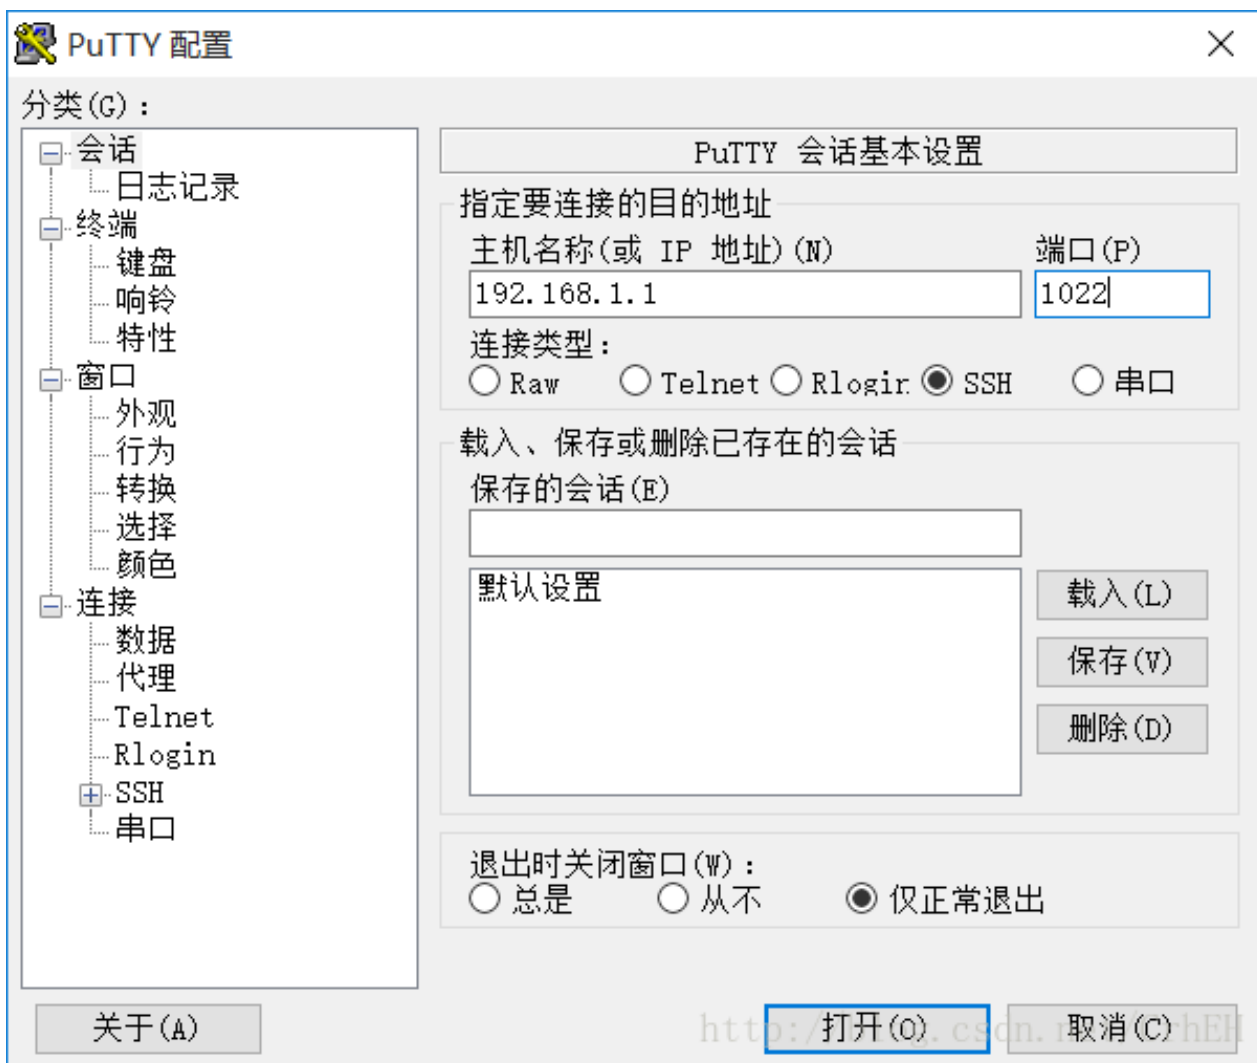 PuTTY 配置
分类(G)：
会话
日志记录
终端
键盘
响铃
特性
窗口
外观
行为
转换
选择
颜色
连接
数据
代理
Telnet
Rlogin
SSH
串口
PuTTY 会话基本设置
指定要连接的目的地址
主机名称(或 IP 地址)(N) 端口(P)
192.168.1.1 1022
连接类型：
Raw Telnet Rlogin SSH 串口
载入、保存或删除已存在的会话
保存的会话(E)
默认设置
载入(L)
保存(V)
删除(D)
退出时关闭窗口(W)：
总是 从不 仅正常退出
关于(A) 打开(O) 取消(C)